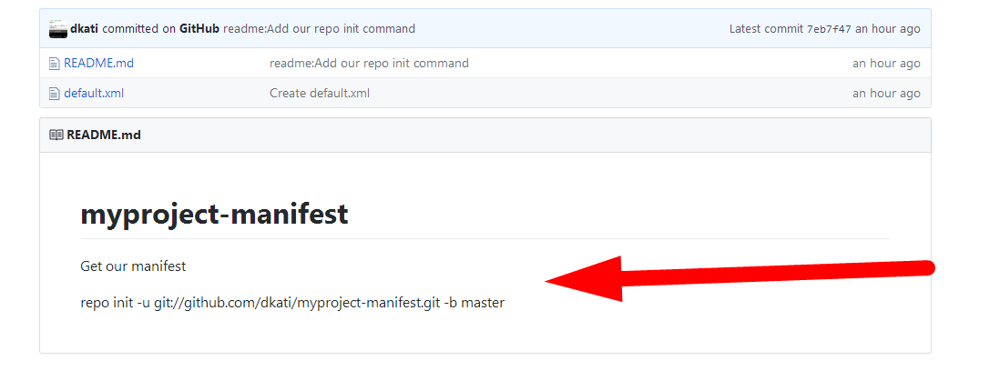 dkati committed on GitHub readme:Add our repo init command Latest commit 7eb7f47 an hour ago
README.md readme:Add our repo init command an hour ago
default.xml Create default.xml an hour ago
README.md
myproject-manifest
Get our manifest
repo init -u git://github.com/dkati/myproject-manifest.git -b master